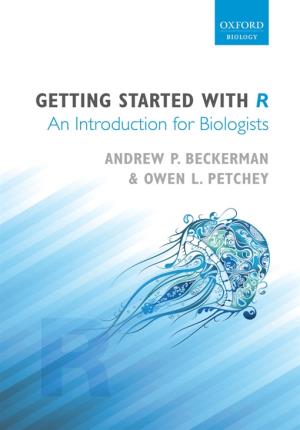 OXFORD
BIOLOGY
GETTING STARTED WITH R
An Introduction for Biologists
ANDREW P. BECKERMAN
& OWEN L. PETCHEY
R